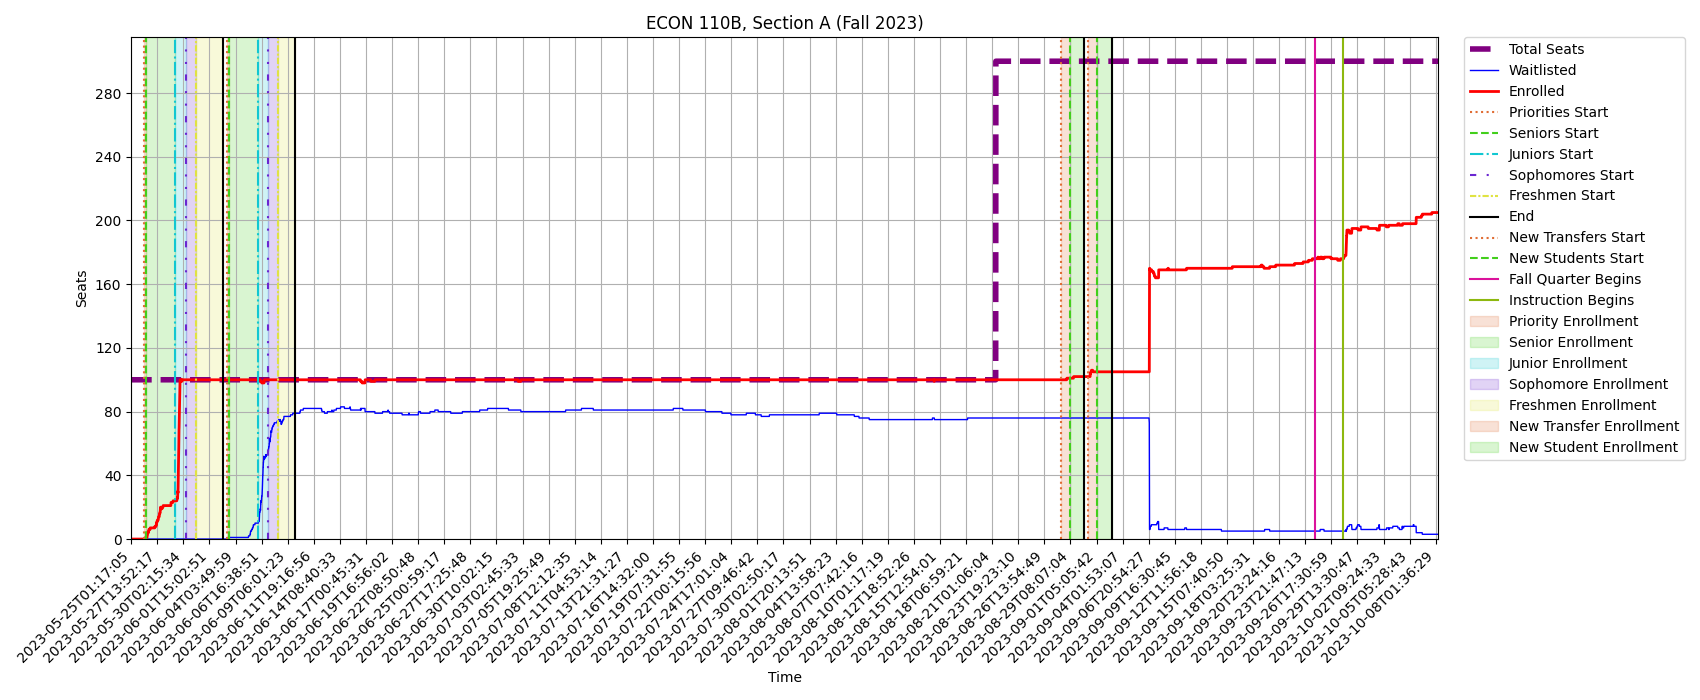 ECON 110B, Section A (Fall 2023)
Seats
280
240
200
160
120
80
40
0
2023-05-25T01:17:05
2023-05-27T13:52:17
2023-05-30T02:15:34
2023-06-01T15:02:51
2023-06-04T03:49:59
2023-06-06T16:38:51
2023-06-09T06:01:23
2023-06-11T19:16:56
2023-06-14T08:40:33
2023-06-17T00:45:31
2023-06-19T16:56:02
2023-06-22T08:50:48
2023-06-25T00:59:17
2023-06-27T17:25:48
2023-06-30T10:02:15
2023-07-03T02:45:33
2023-07-05T19:25:49
2023-07-08T12:12:35
2023-07-11T04:53:14
2023-07-13T21:31:27
2023-07-16T14:32:00
2023-07-19T07:31:55
2023-07-22T00:15:56
2023-07-24T17:01:04
2023-07-27T09:46:42
2023-07-30T02:50:17
2023-08-01T20:13:51
2023-08-04T13:58:23
2023-08-07T07:42:16
2023-08-10T01:17:19
2023-08-12T18:52:26
2023-08-15T12:54:01
2023-08-18T06:59:21
2023-08-21T01:06:04
2023-08-23T19:23:10
2023-08-26T13:54:49
2023-08-29T08:07:04
2023-09-01T05:05:42
2023-09-04T01:53:07
2023-09-06T20:54:27
2023-09-09T16:30:45
2023-09-12T11:56:18
2023-09-15T07:40:50
2023-09-18T03:25:31
2023-09-20T23:24:16
2023-09-23T21:47:13
2023-09-26T17:30:59
2023-09-29T13:30:47
2023-10-02T09:24:33
2023-10-05T05:28:43
2023-10-08T01:36:29
Time
Total Seats
Waitlisted
Enrolled
Priorities Start
Seniors Start
Juniors Start
Sophomores Start
Freshmen Start
End
New Transfers Start
New Students Start
Fall Quarter Begins
Instruction Begins
Priority Enrollment
Senior Enrollment
Junior Enrollment
Sophomore Enrollment
Freshmen Enrollment
New Transfer Enrollment
New Student Enrollment